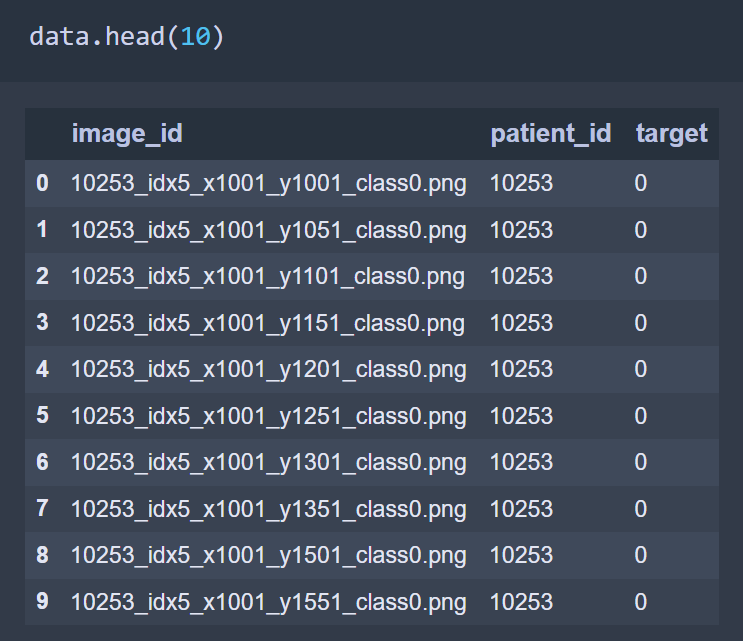 data.head(10)
image_id patient_id target
0 10253_idx5_x1001_y1001_class0.png 10253 0
1 10253_idx5_x1001_y1051_class0.png 10253 0
2 10253_idx5_x1001_y1101_class0.png 10253 0
3 10253_idx5_x1001_y1151_class0.png 10253 0
4 10253_idx5_x1001_y1201_class0.png 10253 0
5 10253_idx5_x1001_y1251_class0.png 10253 0
6 10253_idx5_x1001_y1301_class0.png 10253 0
7 10253_idx5_x1001_y1351_class0.png 10253 0
8 10253_idx5_x1001_y1501_class0.png 10253 0
9 10253_idx5_x1001_y1551_class0.png 10253 0